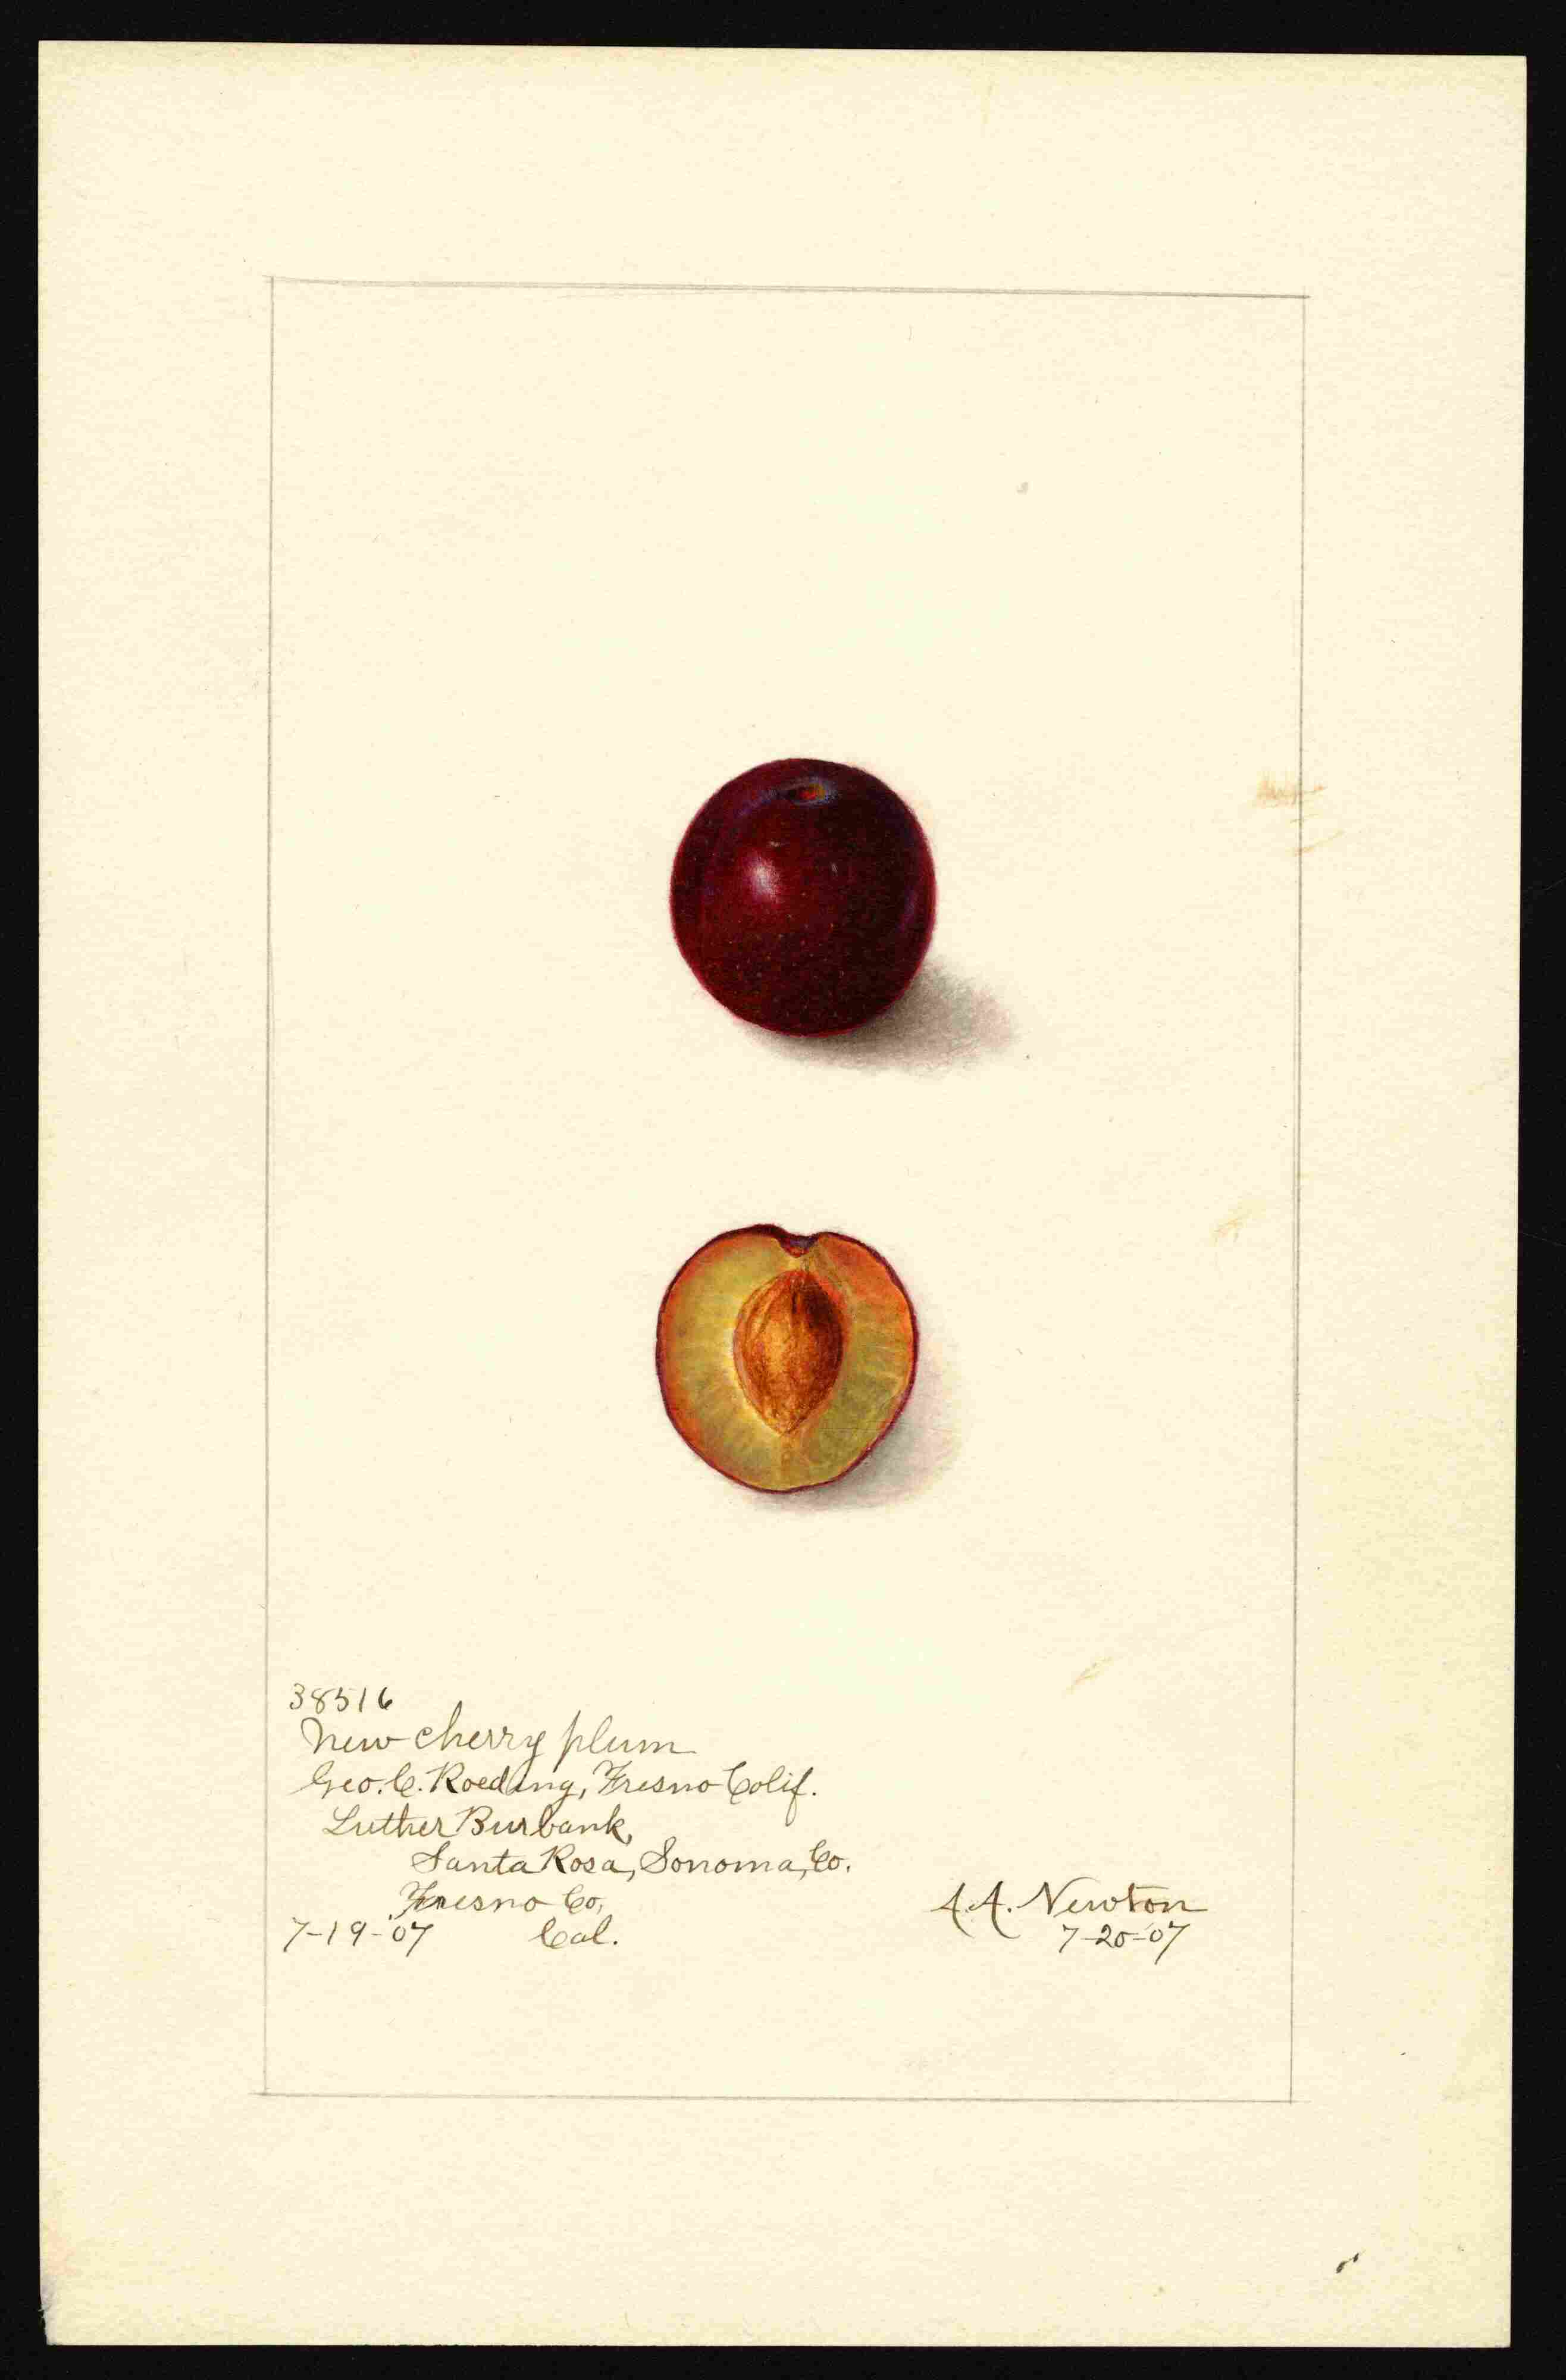 38516
New cherry plum
Geo. C. Roeding, Fresno Calif.
Luther Burbank,
Santa Rosa, Sonoma, Co.
Fresno Co,
7-19-'07 Cal.
A.A. Newton
7-20-'07